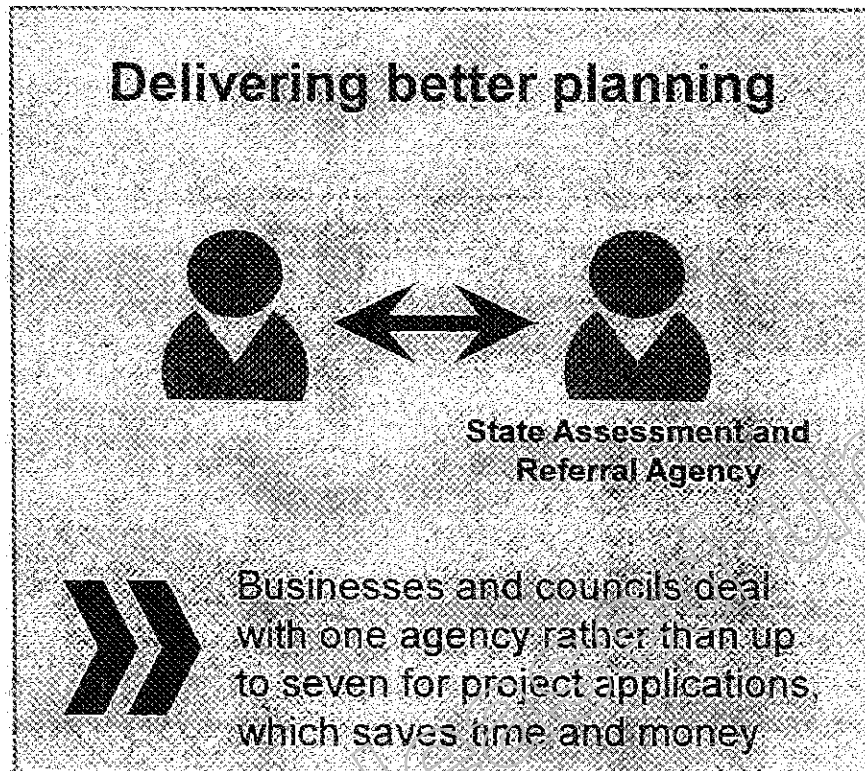 Delivering better planning
State Assessment and
Referral Agency
Businesses and councils deal
with one agency rather than up
to seven for project applications,
which saves time and money